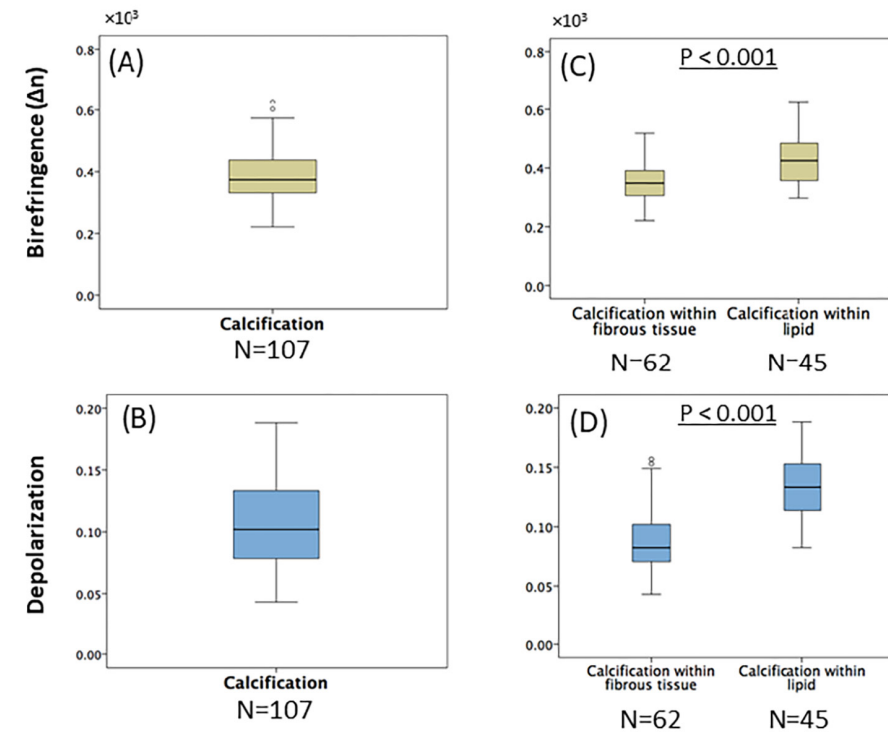 ×10³
(A)
0.8
0.6
0.4
0.2
0.0
Birefringence (Δn)
Calcification
N=107
×10³
(C)
P < 0.001
0.8
0.6
0.4
0.2
0.0
Calcification within
fibrous tissue
Calcification within
lipid
N=62
N=45
(B)
0.20
0.15
0.10
0.05
0.00
Depolarization
Calcification
N=107
(D)
P < 0.001
0.20
0.15
0.10
0.05
0.00
Calcification within
fibrous tissue
Calcification within
lipid
N=62
N=45